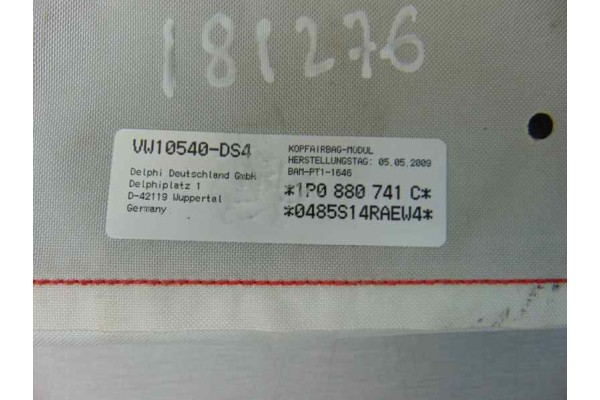 181276
VW10540-DS4
Delphi Deutschland GmbH
Delphiplatz 1
D-42119 Wuppertal
Germany
KOPFAIRBAG-MODUL
HERSTELLUNGSTAG: 05.05.2009
BAM-PT1-1646
*1P0 880 741 C*
*0485S14RAEW4*